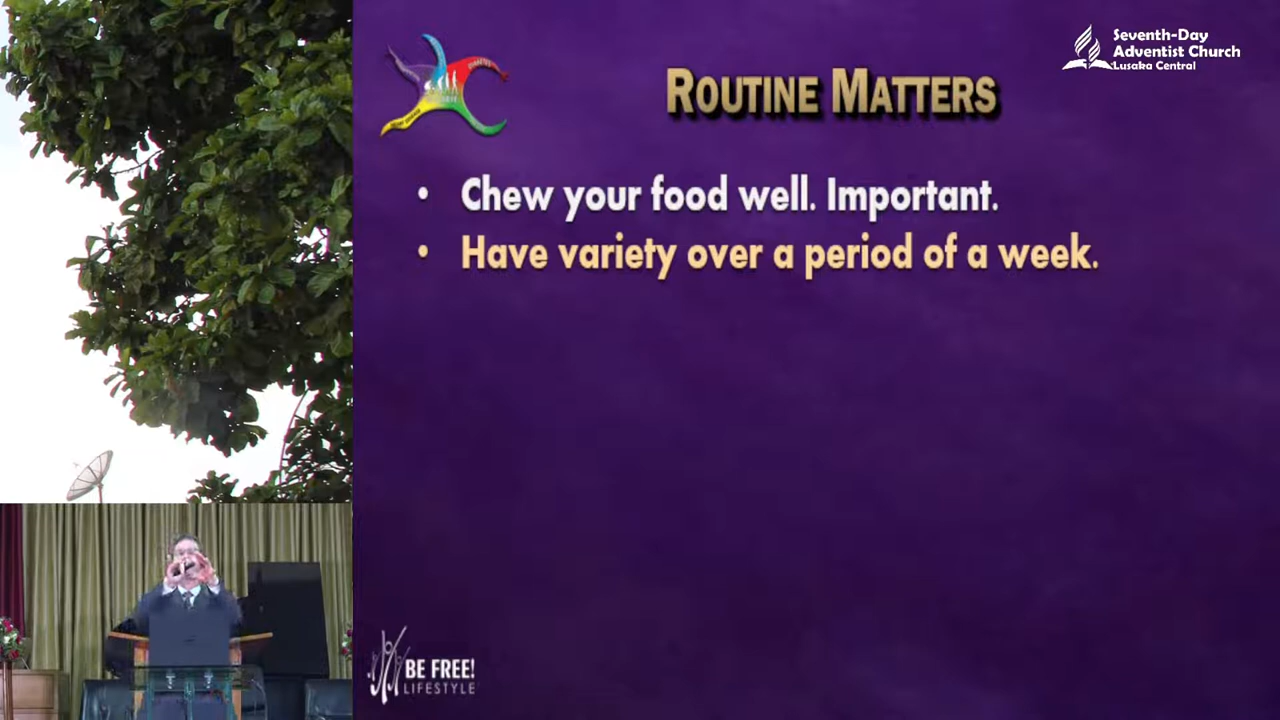 Seventh-Day
Adventist Church
Lusaka Central
ROUTINE MATTERS
• Chew your food well. Important.
• Have variety over a period of a week.
BE FREE!
LIFESTYLE